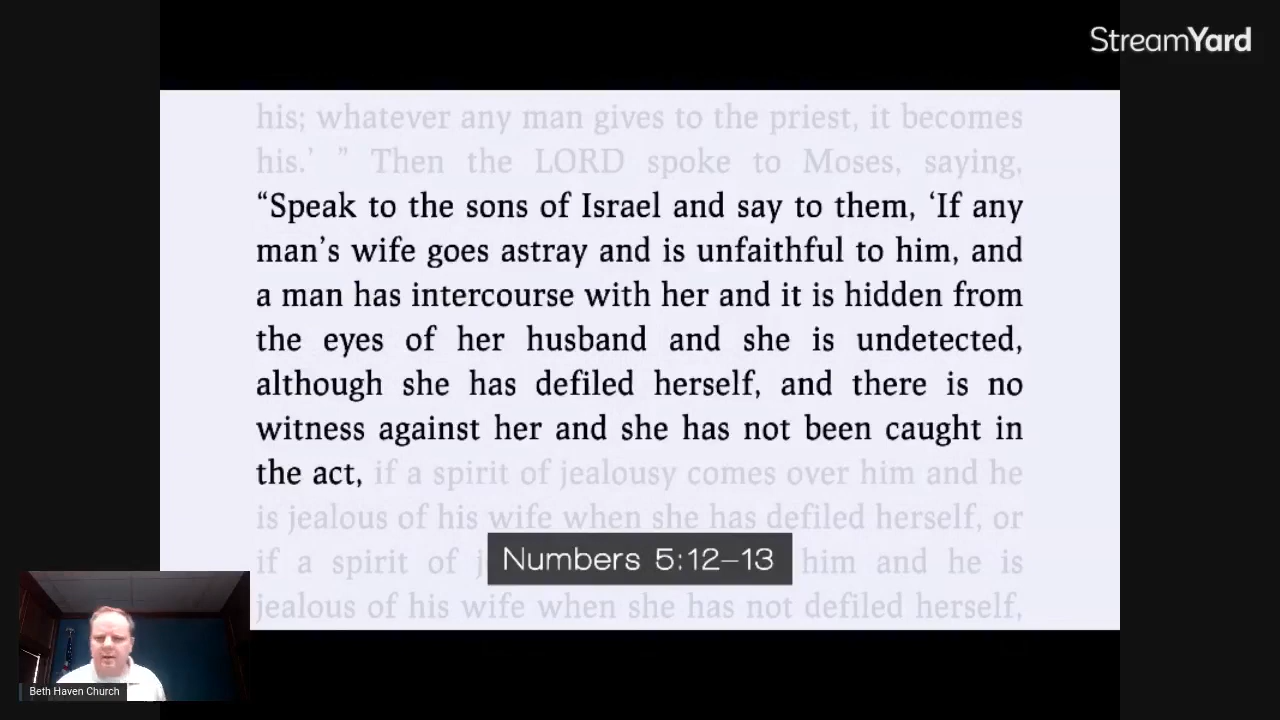 StreamYard
his; whatever any man gives to the priest, it becomes
his.’ ” Then the LORD spoke to Moses, saying,
“Speak to the sons of Israel and say to them, ‘If any
man’s wife goes astray and is unfaithful to him, and
a man has intercourse with her and it is hidden from
the eyes of her husband and she is undetected,
although she has defiled herself, and there is no
witness against her and she has not been caught in
the act, if a spirit of jealousy comes over him and he
is jealous of his wife when she has defiled herself, or
if a spirit of him and he is
Numbers 5:12–13
jealous of his wife when she has not defiled herself,
Beth Haven Church